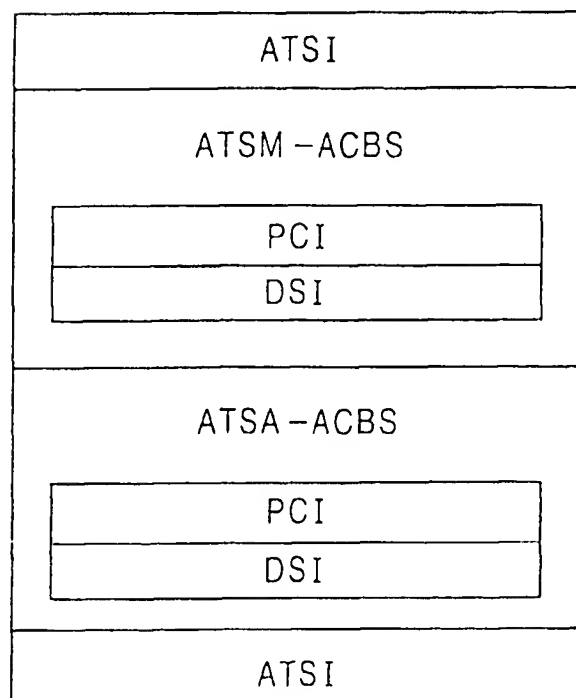 ATSI
ATSM-ACBS
PCI
DSI
ATSA-ACBS
PCI
DSI
ATSI